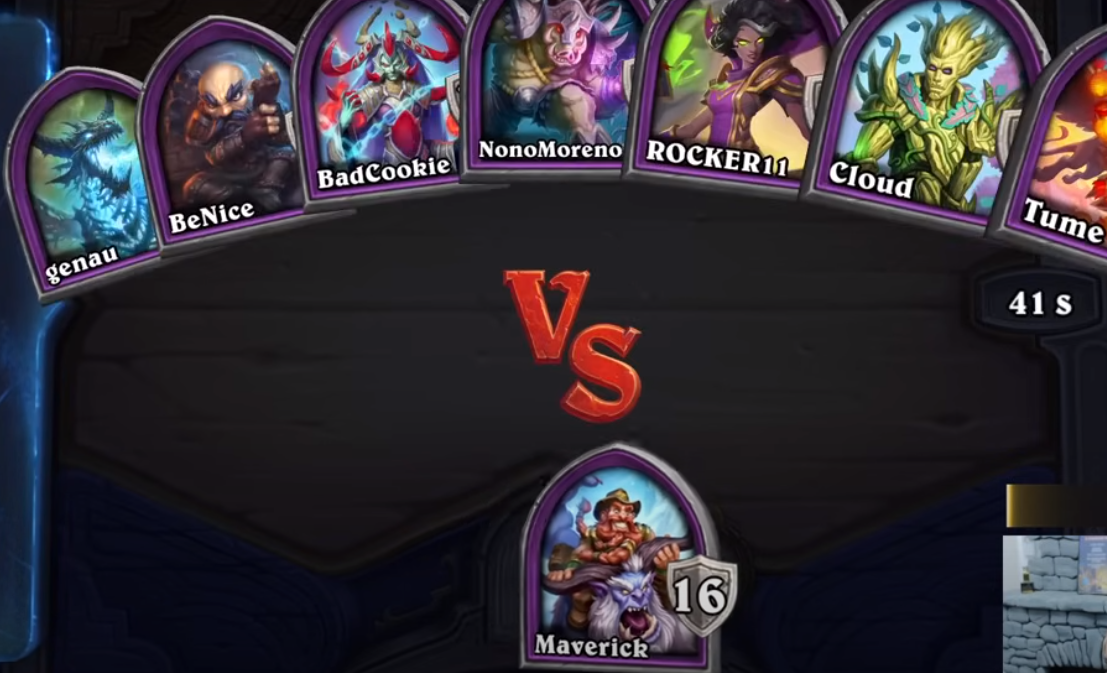 genau
BeNice
BadCookie
NonoMoreno
ROCKER11
Cloud
Tume
VS
41 S
16
Maverick